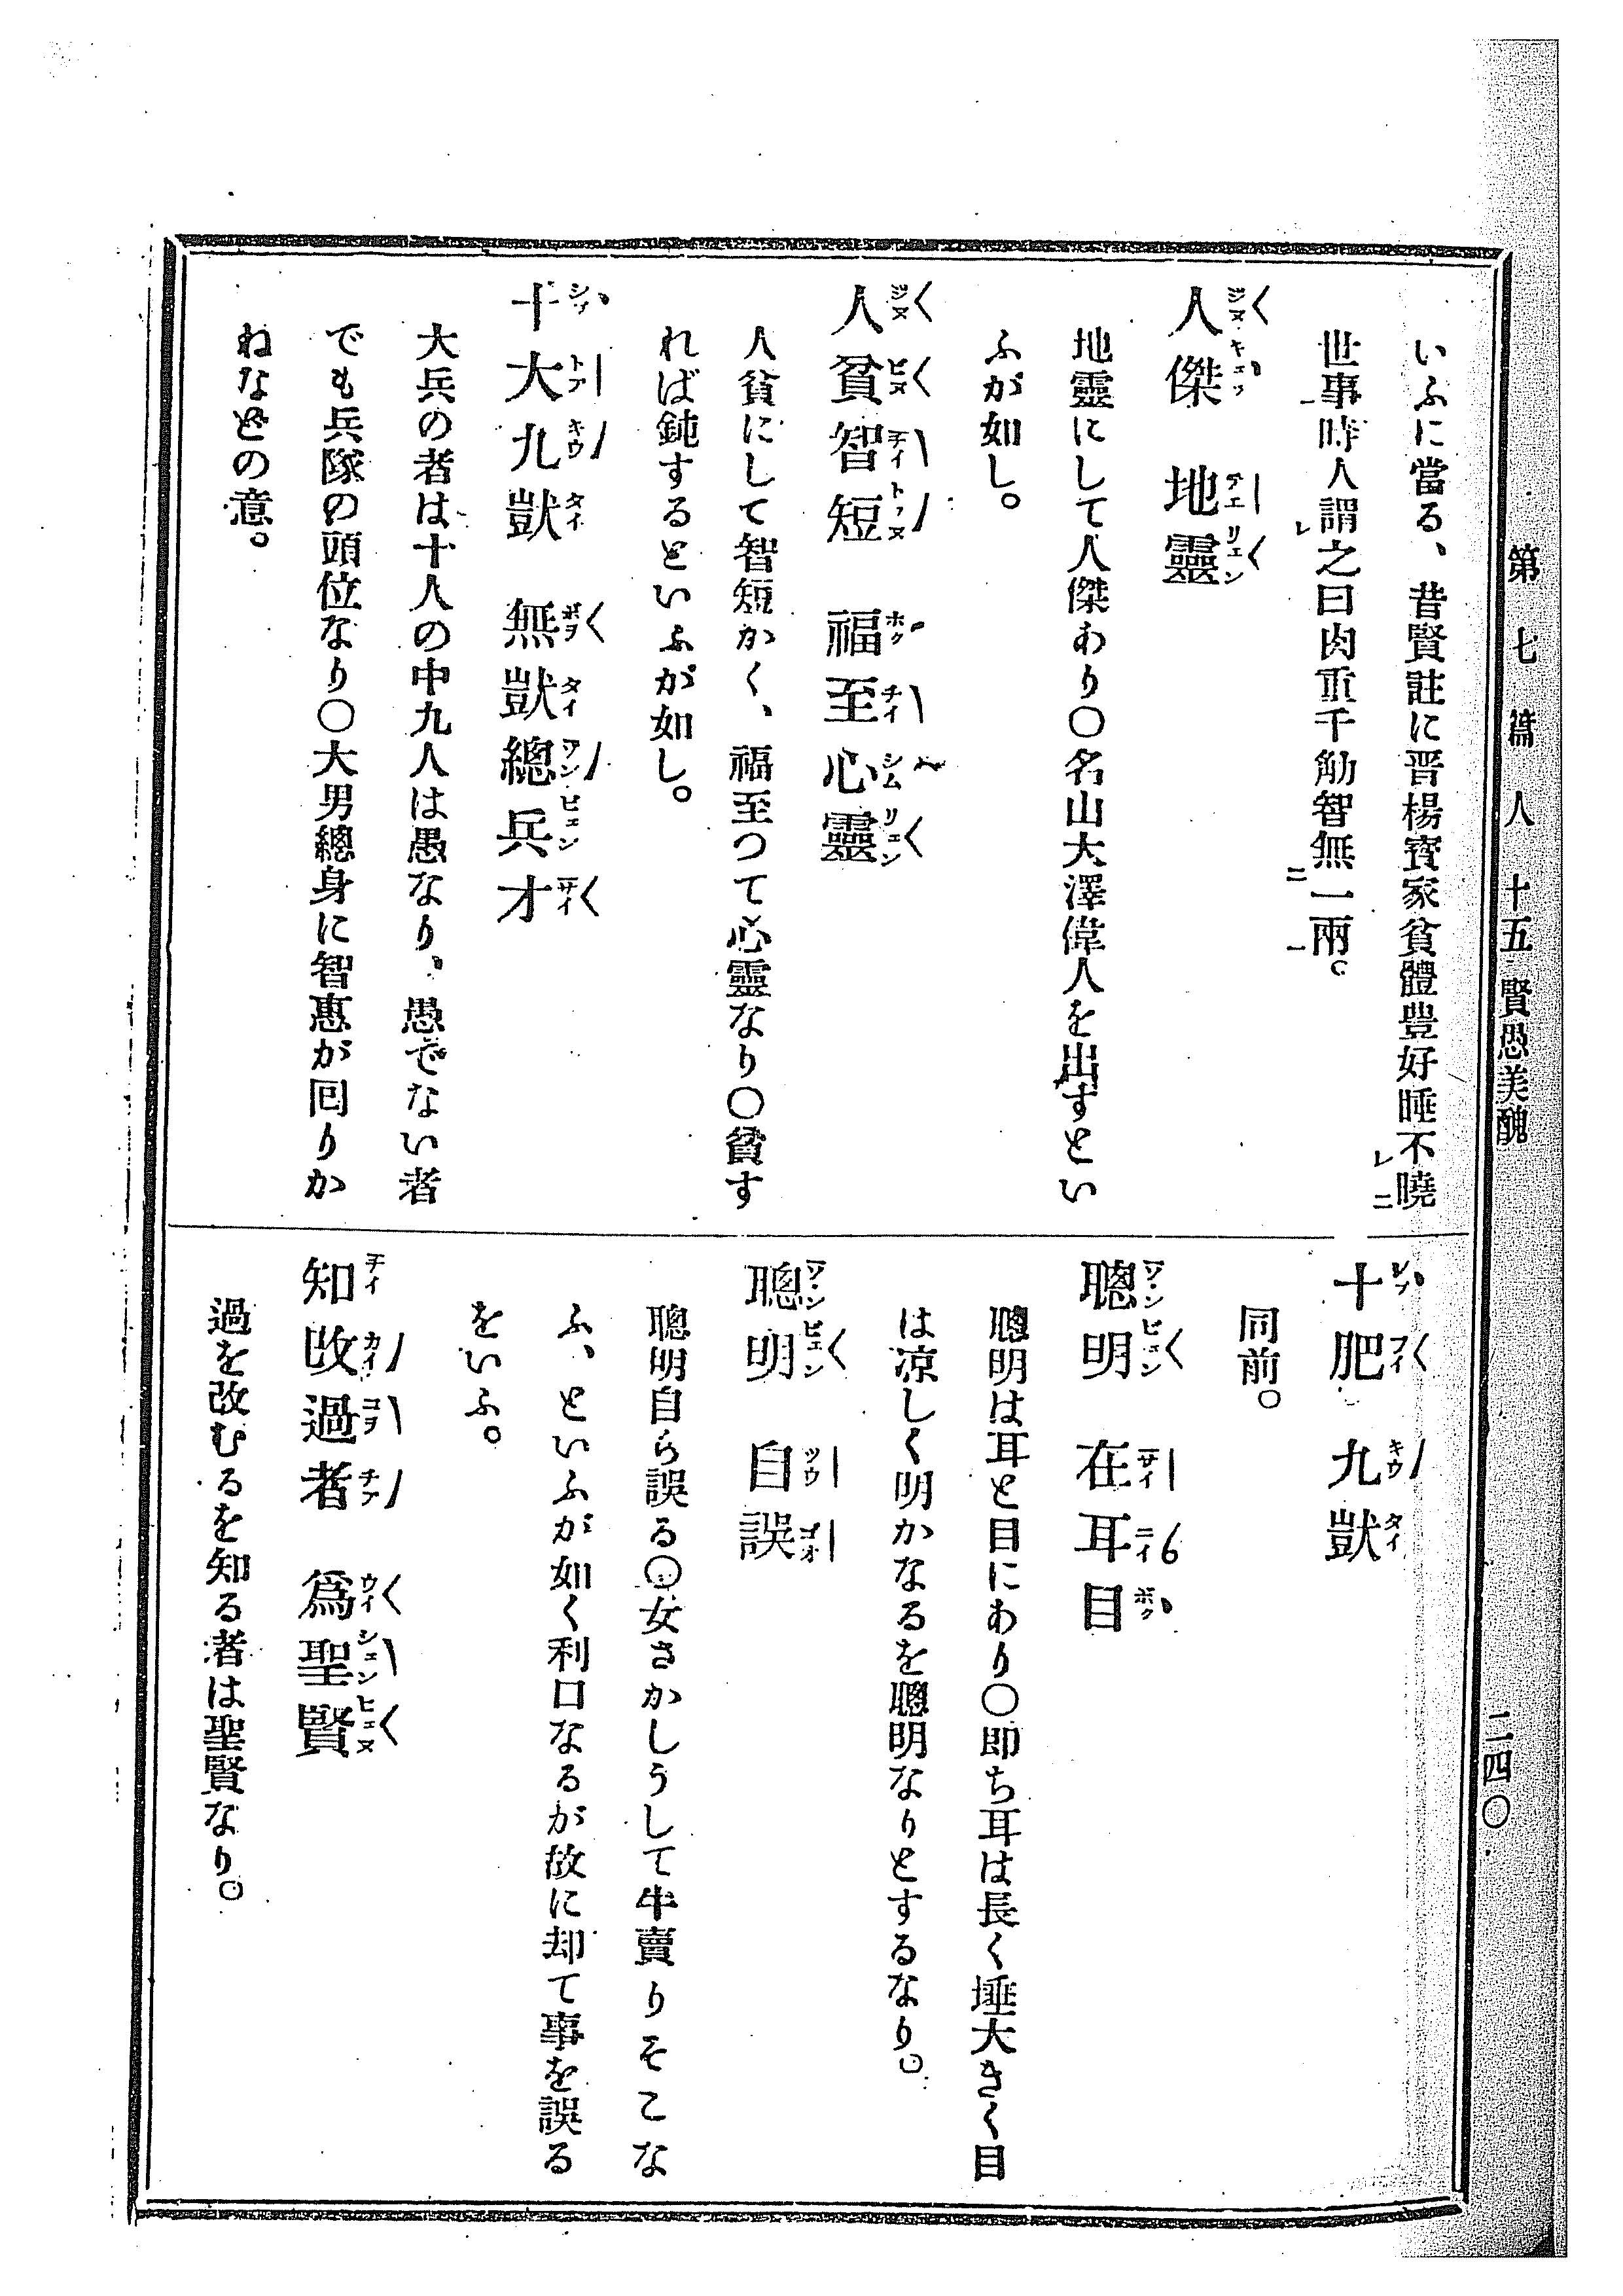 第七篇 人 十五 賢愚美醜
二四〇
いふに當る、昔賢註に晋楊寶家貧體豊好睡不曉
世事時人謂之曰肉重千觔智無一兩。
人傑 地靈
地靈にして人傑わり〇名山大澤偉人を出すとい
ふが如し。
人貧智短 福至心靈
人貧にして智短かく、福至つて心靈なり〇貧す
れば鈍するといふが如し。
十大九獃 無獃總兵才
大兵の者は十人の中九人は愚なり、愚でない者
でも兵隊の頭位なり〇大男總身に智惠が囘りか
ねなどの意。
十肥 九獃
同前。
聰明 在耳目
聰明は耳と目にわり〇即ち耳は長く埀大きく目
は凉しく明かなるを聰明なりとするなり。
聰明 自誤
聰明自ら誤る〇女さかしうして牛賣りそこな
ふ、といふが如く利口なるが故に却て事を誤る
をいふ。
知改過者 爲聖賢
過を改むるを知る者は聖賢なり。